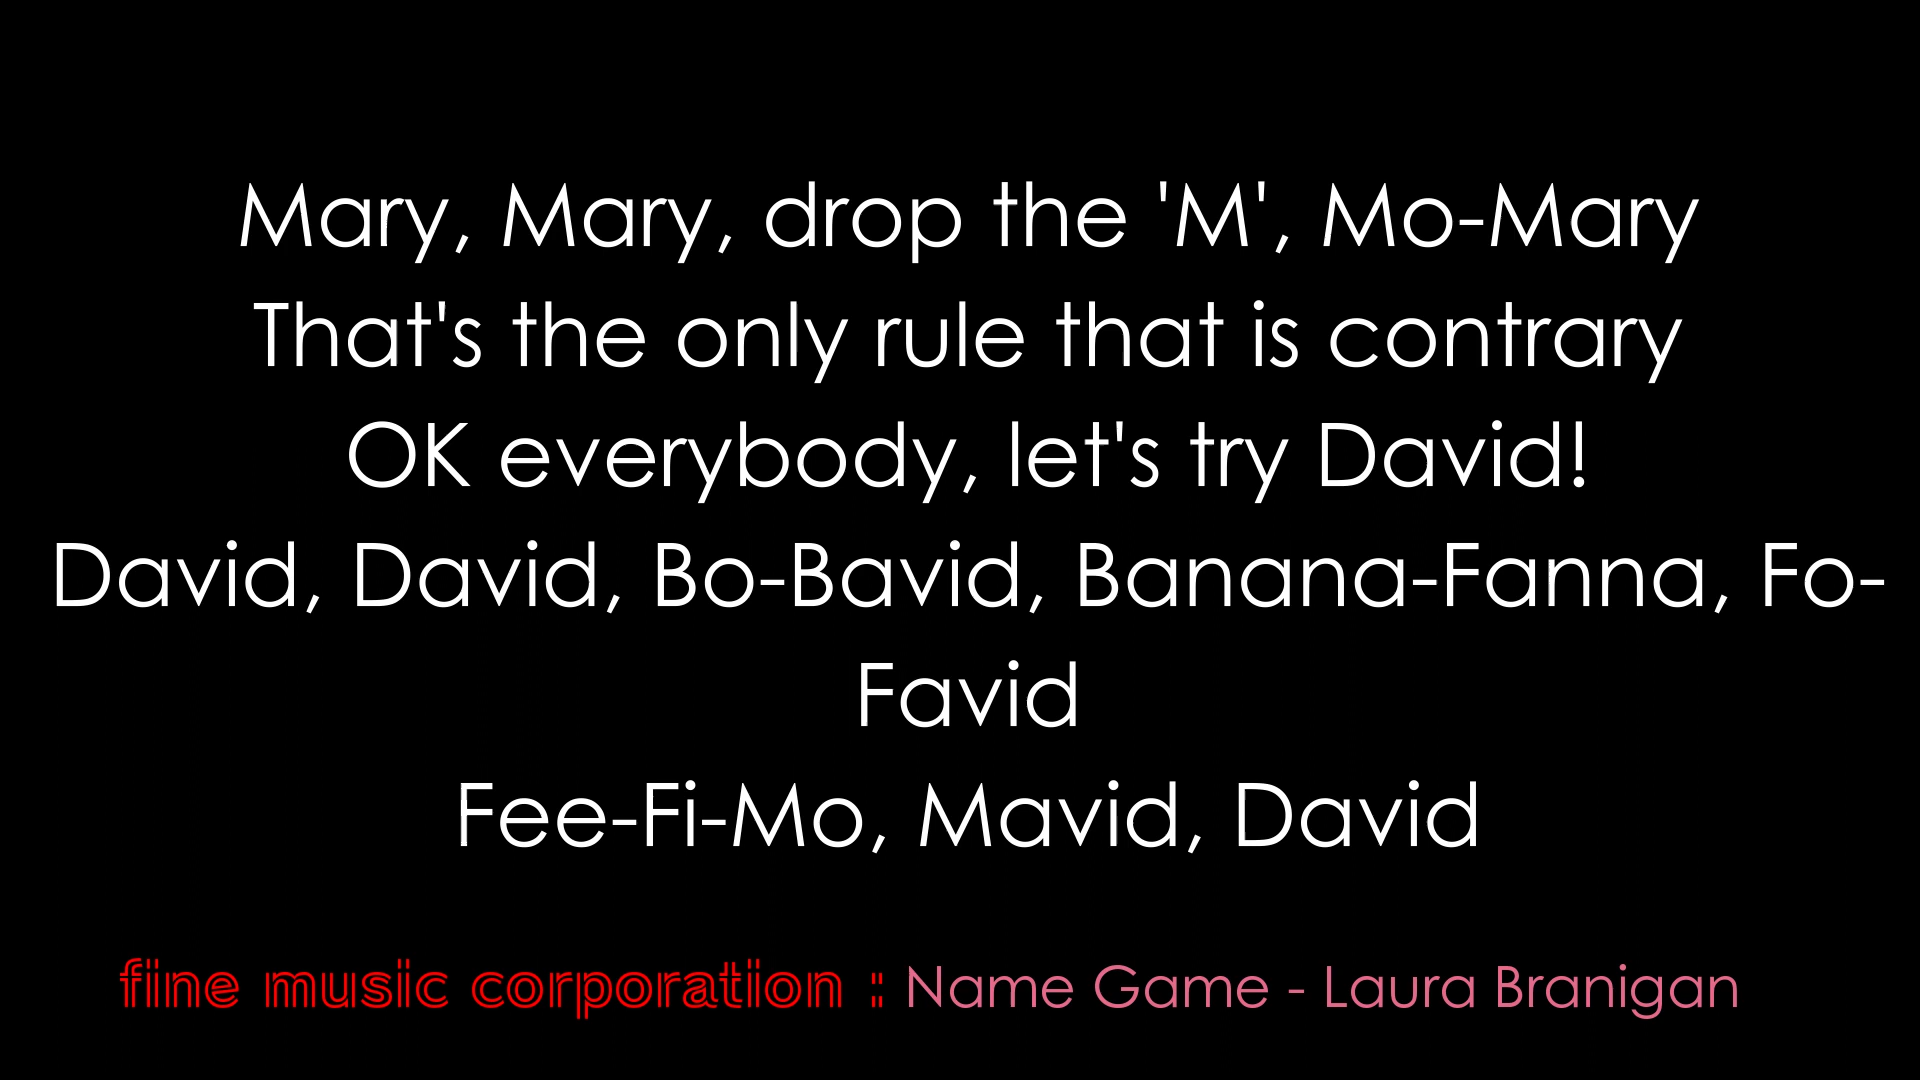 Mary, Mary, drop the 'M', Mo-Mary
That's the only rule that is contrary
OK everybody, let's try David!
David, David, Bo-Bavid, Banana-Fanna, Fo-
Favid
Fee-Fi-Mo, Mavid, David
fine music corporation : Name Game - Laura Branigan